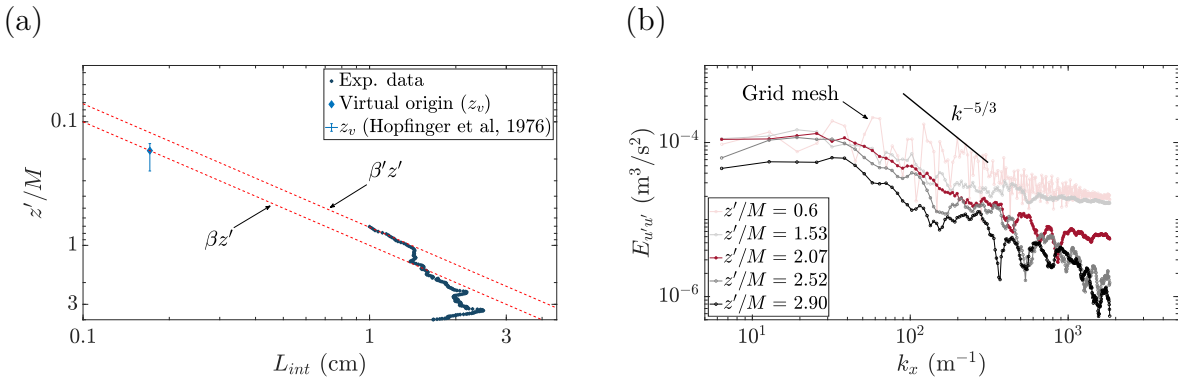 (a)
Exp. data
Virtual origin (z_v)
z_v (Hopfinger et al, 1976)
β′z′
βz′
0.1
1
3
z′/M
0.1
1
3
L_int (cm)
(b)
Grid mesh
k^{-5/3}
10^{-4}
10^{-6}
E_{u′u′} (m^3/s^2)
z′/M = 0.6
z′/M = 1.53
z′/M = 2.07
z′/M = 2.52
z′/M = 2.90
10^1
10^2
10^3
k_x (m^{-1})